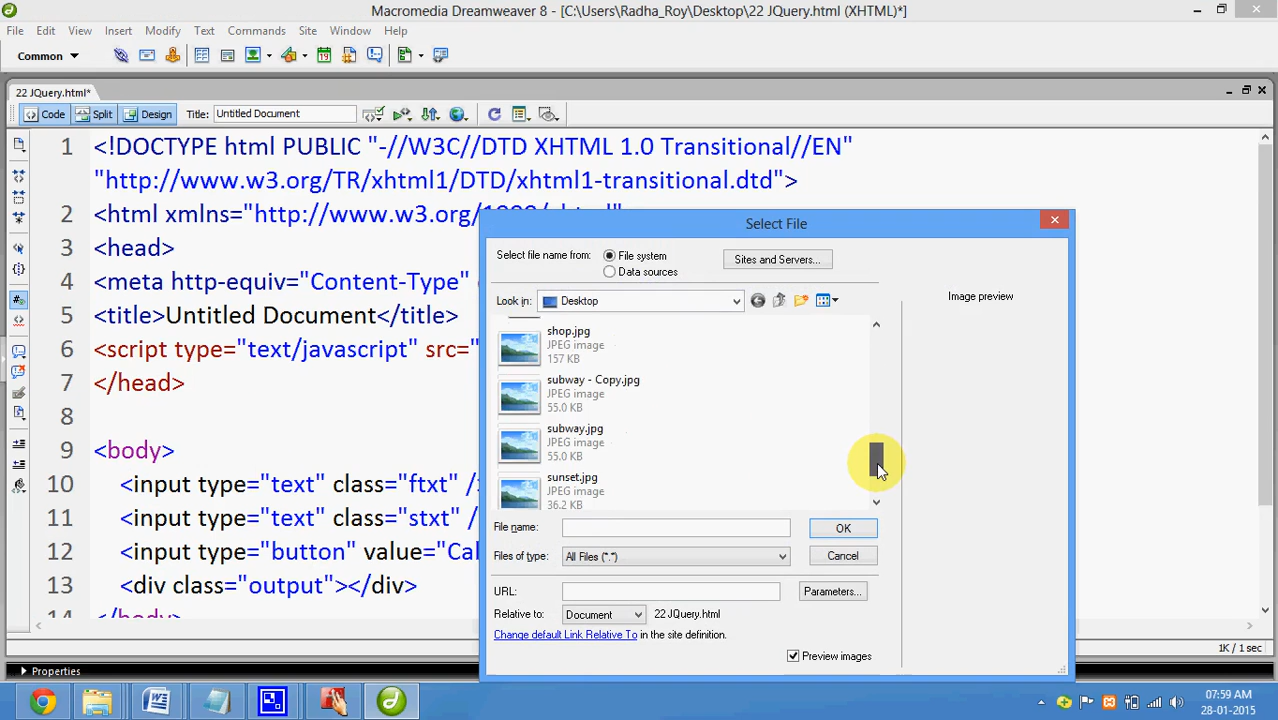 Macromedia Dreamweaver 8 - [C:\Users\Radha_Roy\Desktop\22 JQuery.html (XHTML)*]
File Edit View Insert Modify Text Commands Site Window Help
Common
22 JQuery.html*
Code Split Design Title: Untitled Document
1 <!DOCTYPE html PUBLIC "-//W3C//DTD XHTML 1.0 Transitional//EN"
"http://www.w3.org/TR/xhtml1/DTD/xhtml1-transitional.dtd">
2 <html xmlns="http://www.w3.org/1999/xhtml">
3 <head>
4 <meta http-equiv="Content-Type"
5 <title>Untitled Document</title>
6 <script type="text/javascript" src="
7 </head>
8
9 <body>
10 <input type="text" class="ftxt" /
11 <input type="text" class="stxt" /
12 <input type="button" value="Cal
13 <div class="output"></div>
14 </body>
Select File
Select file name from: File system
Data sources
Sites and Servers...
Look in: Desktop
Image preview
shop.jpg
JPEG image
157 KB
subway - Copy.jpg
JPEG image
55.0 KB
subway.jpg
JPEG image
55.0 KB
sunset.jpg
JPEG image
36.2 KB
File name: OK
Files of type: All Files (*.*) Cancel
URL: Parameters...
Relative to: Document 22 JQuery.html
Change default Link Relative To in the site definition.
Preview images
1K / 1 sec
Properties
07:59 AM
28-01-2015